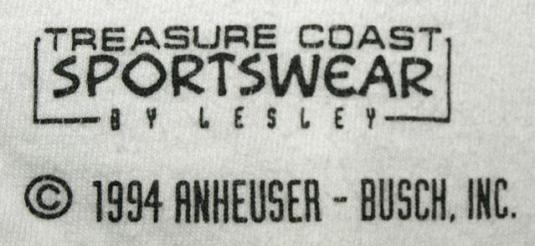 TREASURE COAST
SPORTSWEAR
BY LESLEY
© 1994 ANHEUSER - BUSCH, INC.